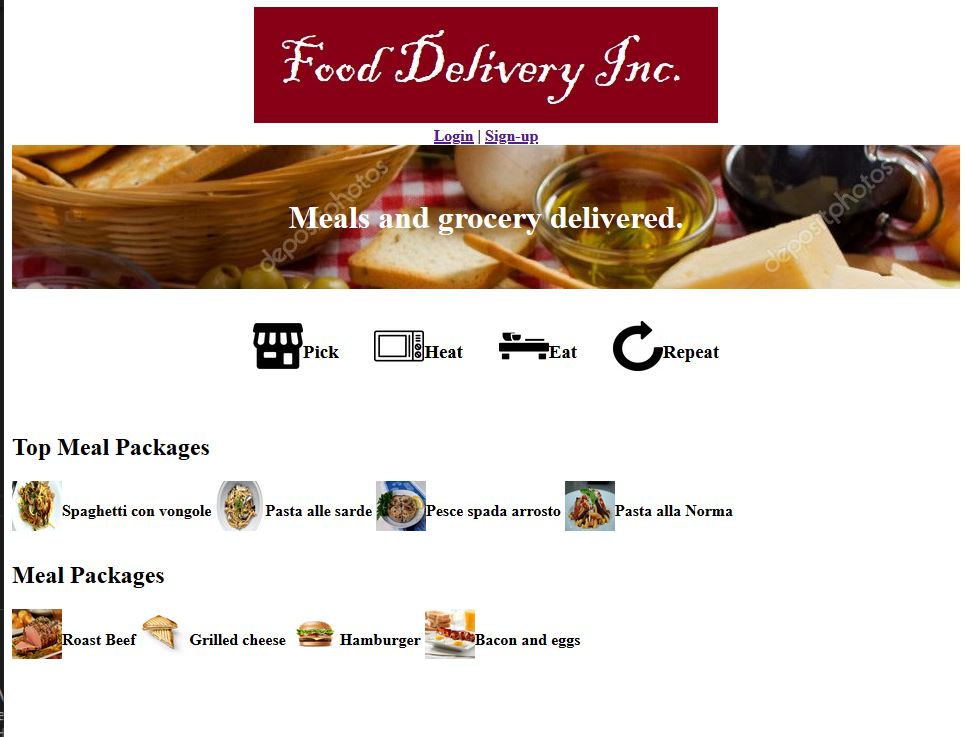 Food Delivery Inc.
Login | Sign-up
depositphotos
depositphotos
Meals and grocery delivered.
Pick Heat Eat Repeat
Top Meal Packages
Spaghetti con vongole Pasta alle sarde Pesce spada arrosto Pasta alla Norma
Meal Packages
Roast Beef Grilled cheese Hamburger Bacon and eggs